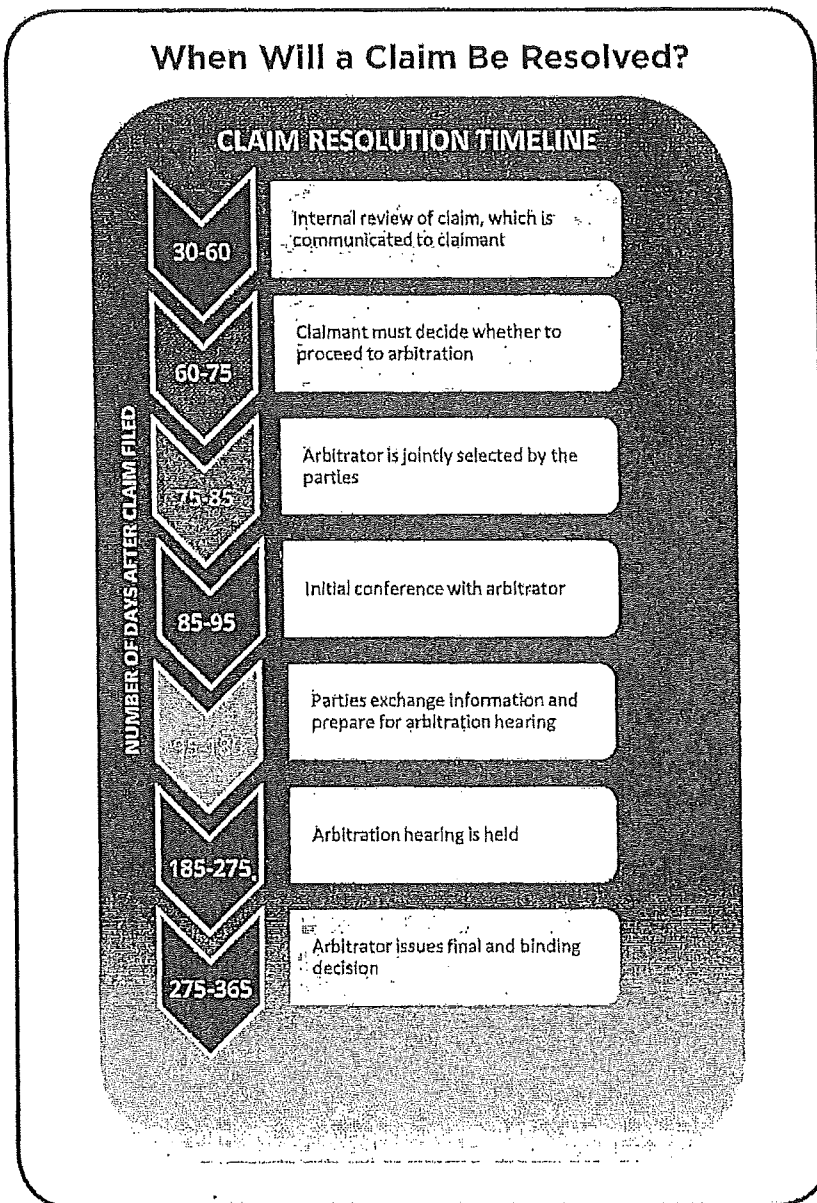 When Will a Claim Be Resolved?
CLAIM RESOLUTION TIMELINE
NUMBER OF DAYS AFTER CLAIM FILED
30-60
Internal review of claim, which is
communicated to claimant
60-75
Claimant must decide whether to
proceed to arbitration
75-85
Arbitrator is jointly selected by the
parties
85-95
Initial conference with arbitrator
Parties exchange information and
prepare for arbitration hearing
185-275
Arbitration hearing is held
275-365
Arbitrator issues final and binding
decision